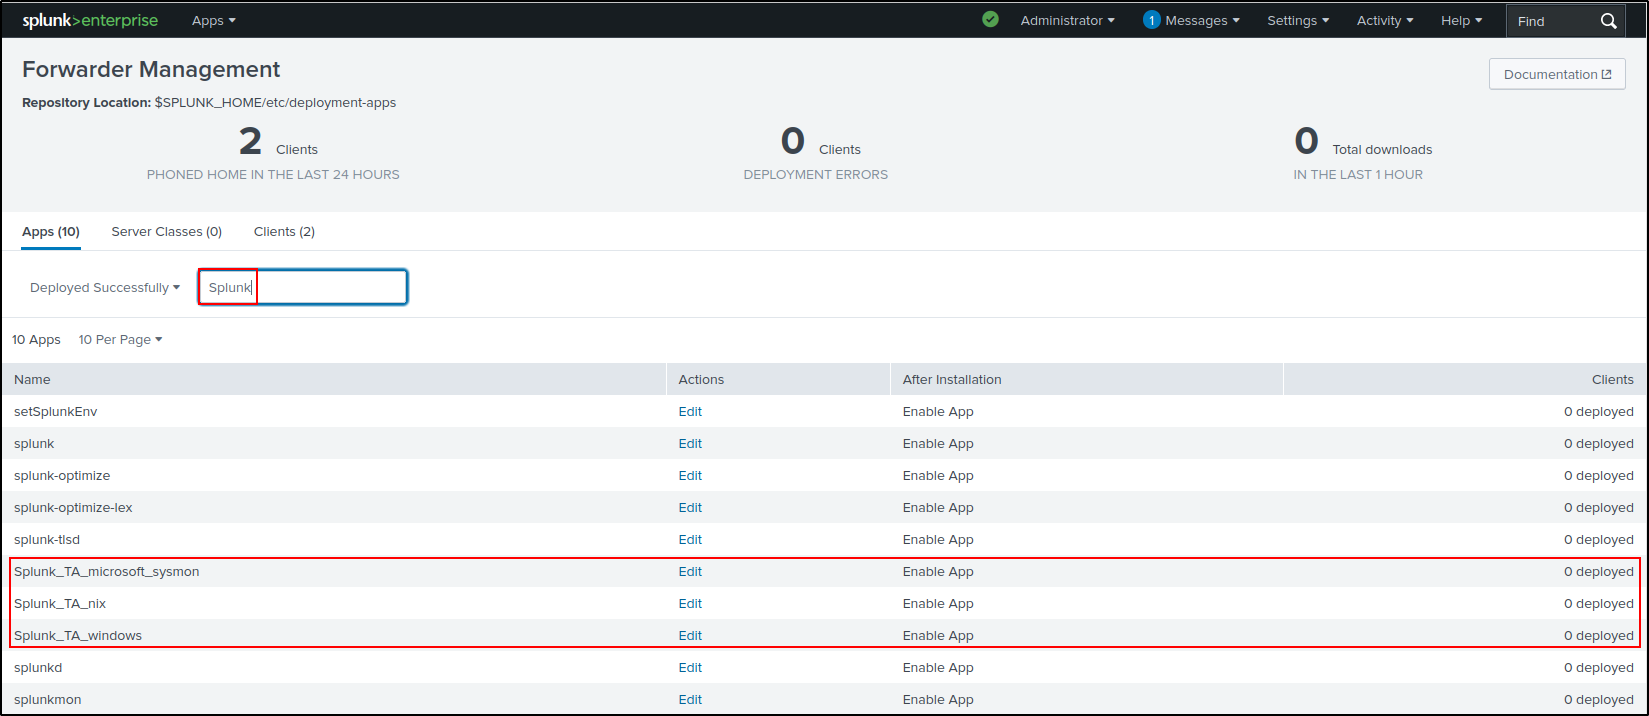 splunk>enterprise Apps Administrator 1 Messages Settings Activity Help Find
Forwarder Management
Documentation
Repository Location: $SPLUNK_HOME/etc/deployment-apps
2 Clients 0 Clients 0 Total downloads
PHONED HOME IN THE LAST 24 HOURS DEPLOYMENT ERRORS IN THE LAST 1 HOUR
Apps (10) Server Classes (0) Clients (2)
Deployed Successfully Splunk
10 Apps 10 Per Page
Name Actions After Installation Clients
setSplunkEnv Edit Enable App 0 deployed
splunk Edit Enable App 0 deployed
splunk-optimize Edit Enable App 0 deployed
splunk-optimize-lex Edit Enable App 0 deployed
splunk-tlsd Edit Enable App 0 deployed
Splunk_TA_microsoft_sysmon Edit Enable App 0 deployed
Splunk_TA_nix Edit Enable App 0 deployed
Splunk_TA_windows Edit Enable App 0 deployed
splunkd Edit Enable App 0 deployed
splunkmon Edit Enable App 0 deployed